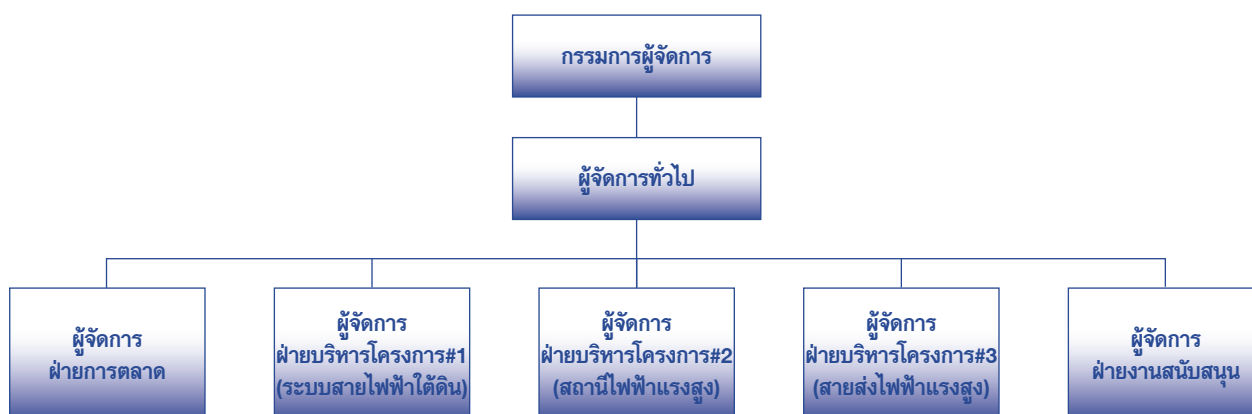 กรรมการผู้จัดการ
ผู้จัดการทั่วไป
ผู้จัดการ
ฝ่ายการตลาด
ผู้จัดการ
ฝ่ายบริหารโครงการ#1
(ระบบสายไฟฟ้าใต้ดิน)
ผู้จัดการ
ฝ่ายบริหารโครงการ#2
(สถานีไฟฟ้าแรงสูง)
ผู้จัดการ
ฝ่ายบริหารโครงการ#3
(สายส่งไฟฟ้าแรงสูง)
ผู้จัดการ
ฝ่ายงานสนับสนุน